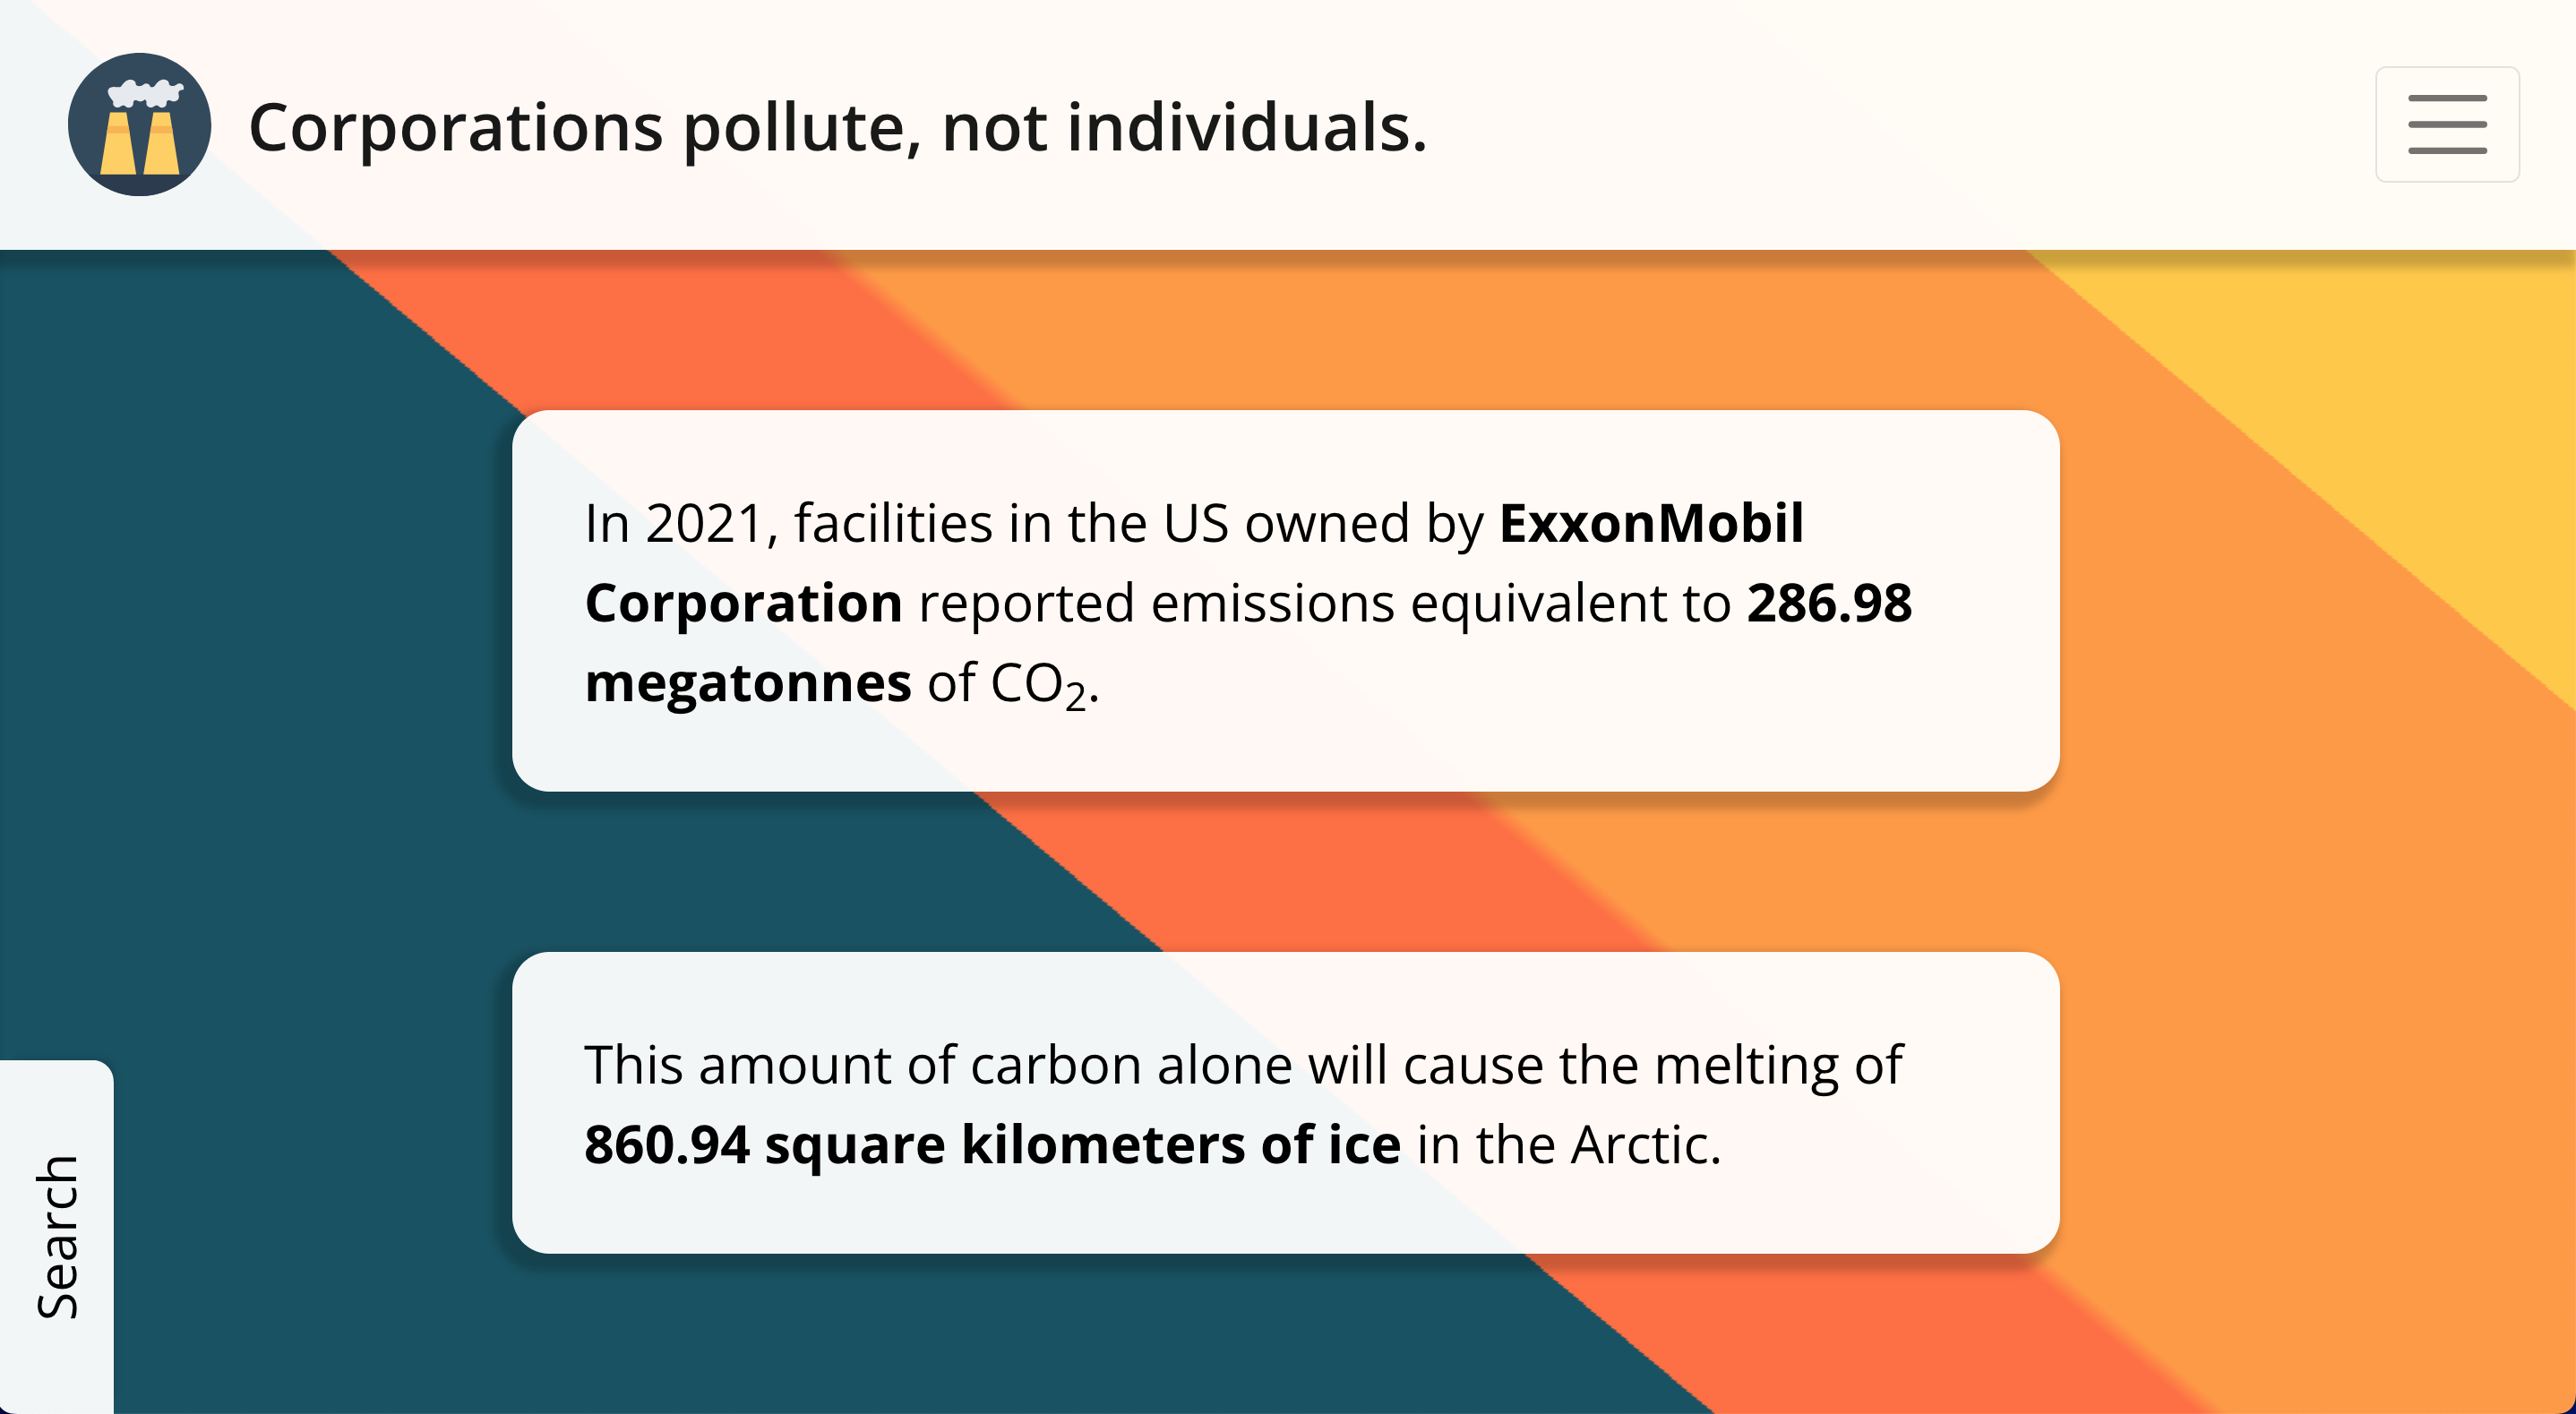 Corporations pollute, not individuals.
In 2021, facilities in the US owned by ExxonMobil
Corporation reported emissions equivalent to 286.98
megatonnes of CO₂.
This amount of carbon alone will cause the melting of
860.94 square kilometers of ice in the Arctic.
Search